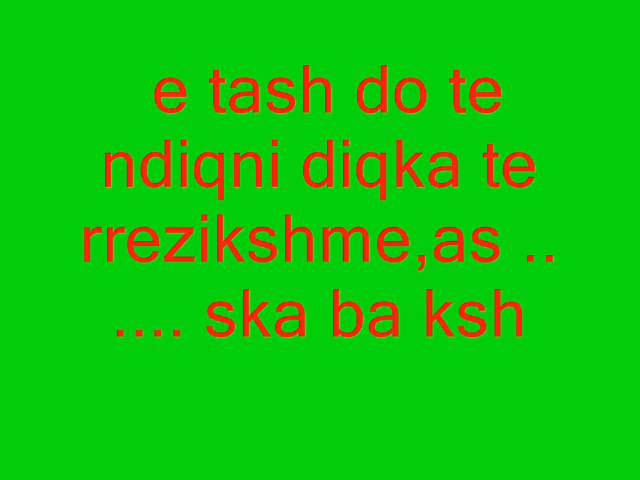 e tash do te
ndiqni diqka te
rrezikshme,as ..
.... ska ba ksh